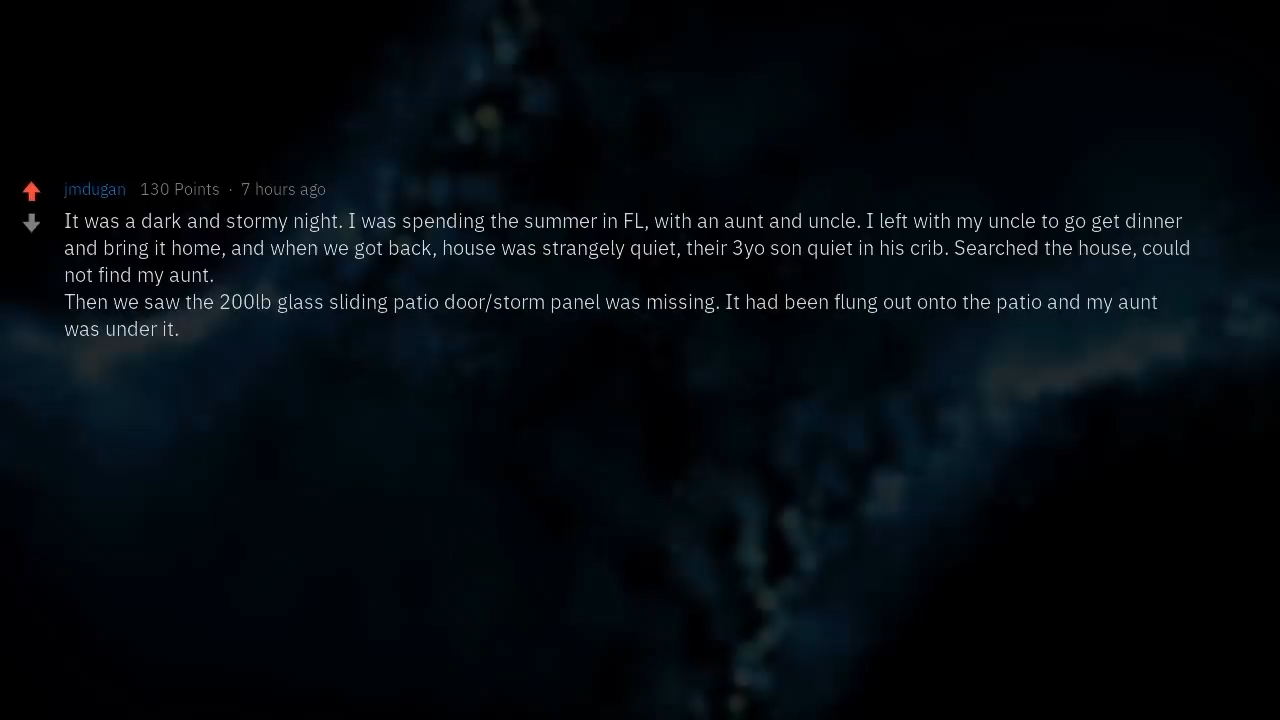 jmdugan 130 Points · 7 hours ago
It was a dark and stormy night. I was spending the summer in FL, with an aunt and uncle. I left with my uncle to go get dinner
and bring it home, and when we got back, house was strangely quiet, their 3yo son quiet in his crib. Searched the house, could
not find my aunt.
Then we saw the 200lb glass sliding patio door/storm panel was missing. It had been flung out onto the patio and my aunt
was under it.